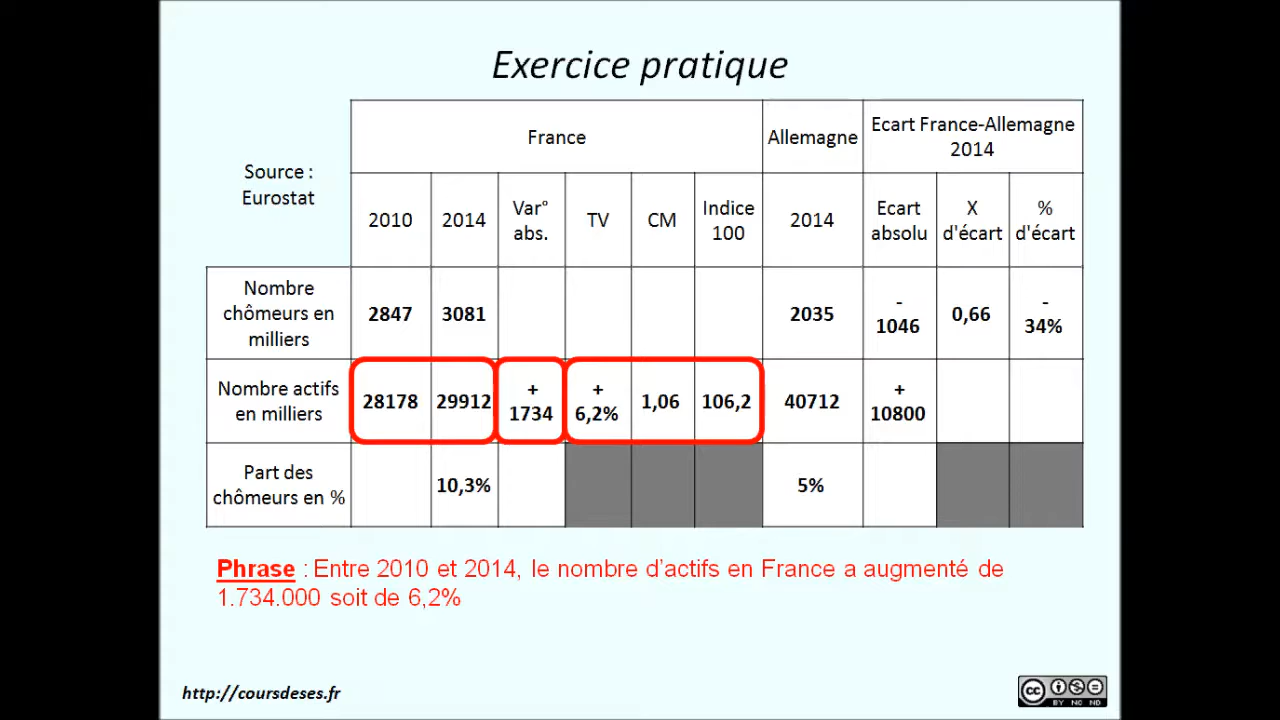 Exercice pratique
France
Allemagne
Ecart France-Allemagne
2014
Source :
Eurostat
2010
2014
Var°
abs.
TV
CM
Indice
100
2014
Ecart
absolu
X
d'écart
%
d'écart
Nombre
chômeurs en
milliers
2847
3081
2035
-
1046
0,66
-
34%
Nombre actifs
en milliers
28178
29912
+
1734
+
6,2%
1,06
106,2
40712
+
10800
Part des
chômeurs en %
10,3%
5%
Phrase : Entre 2010 et 2014, le nombre d'actifs en France a augmenté de
1.734.000 soit de 6,2%
http://coursdeses.fr
cc
BY NC ND